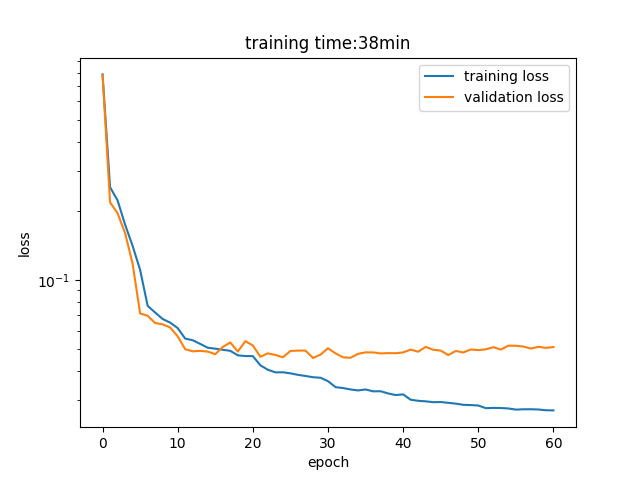 training time:38min
training loss
validation loss
loss
10⁻¹
0 10 20 30 40 50 60
epoch